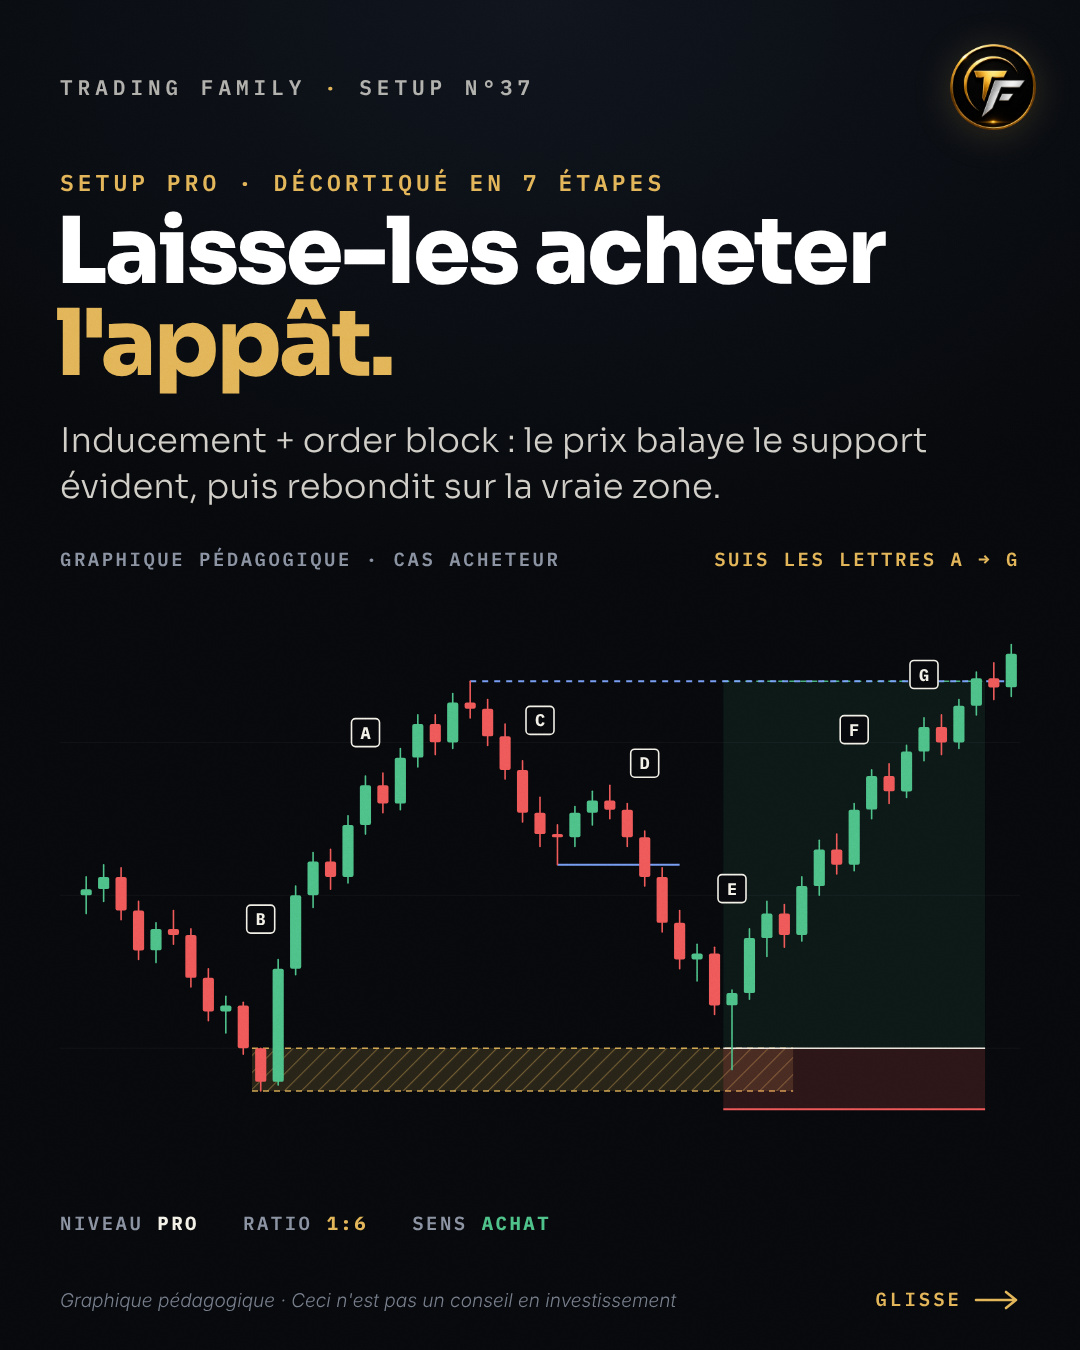 TRADING FAMILY · SETUP N°37
TF
SETUP PRO · DÉCORTIQUÉ EN 7 ÉTAPES
Laisse-les acheter
l'appât.
Inducement + order block : le prix balaye le support
évident, puis rebondit sur la vraie zone.
GRAPHIQUE PÉDAGOGIQUE · CAS ACHETEUR
SUIS LES LETTRES A → G
A
B
C
D
E
F
G
NIVEAU PRO RATIO 1:6 SENS ACHAT
Graphique pédagogique · Ceci n'est pas un conseil en investissement
GLISSE →